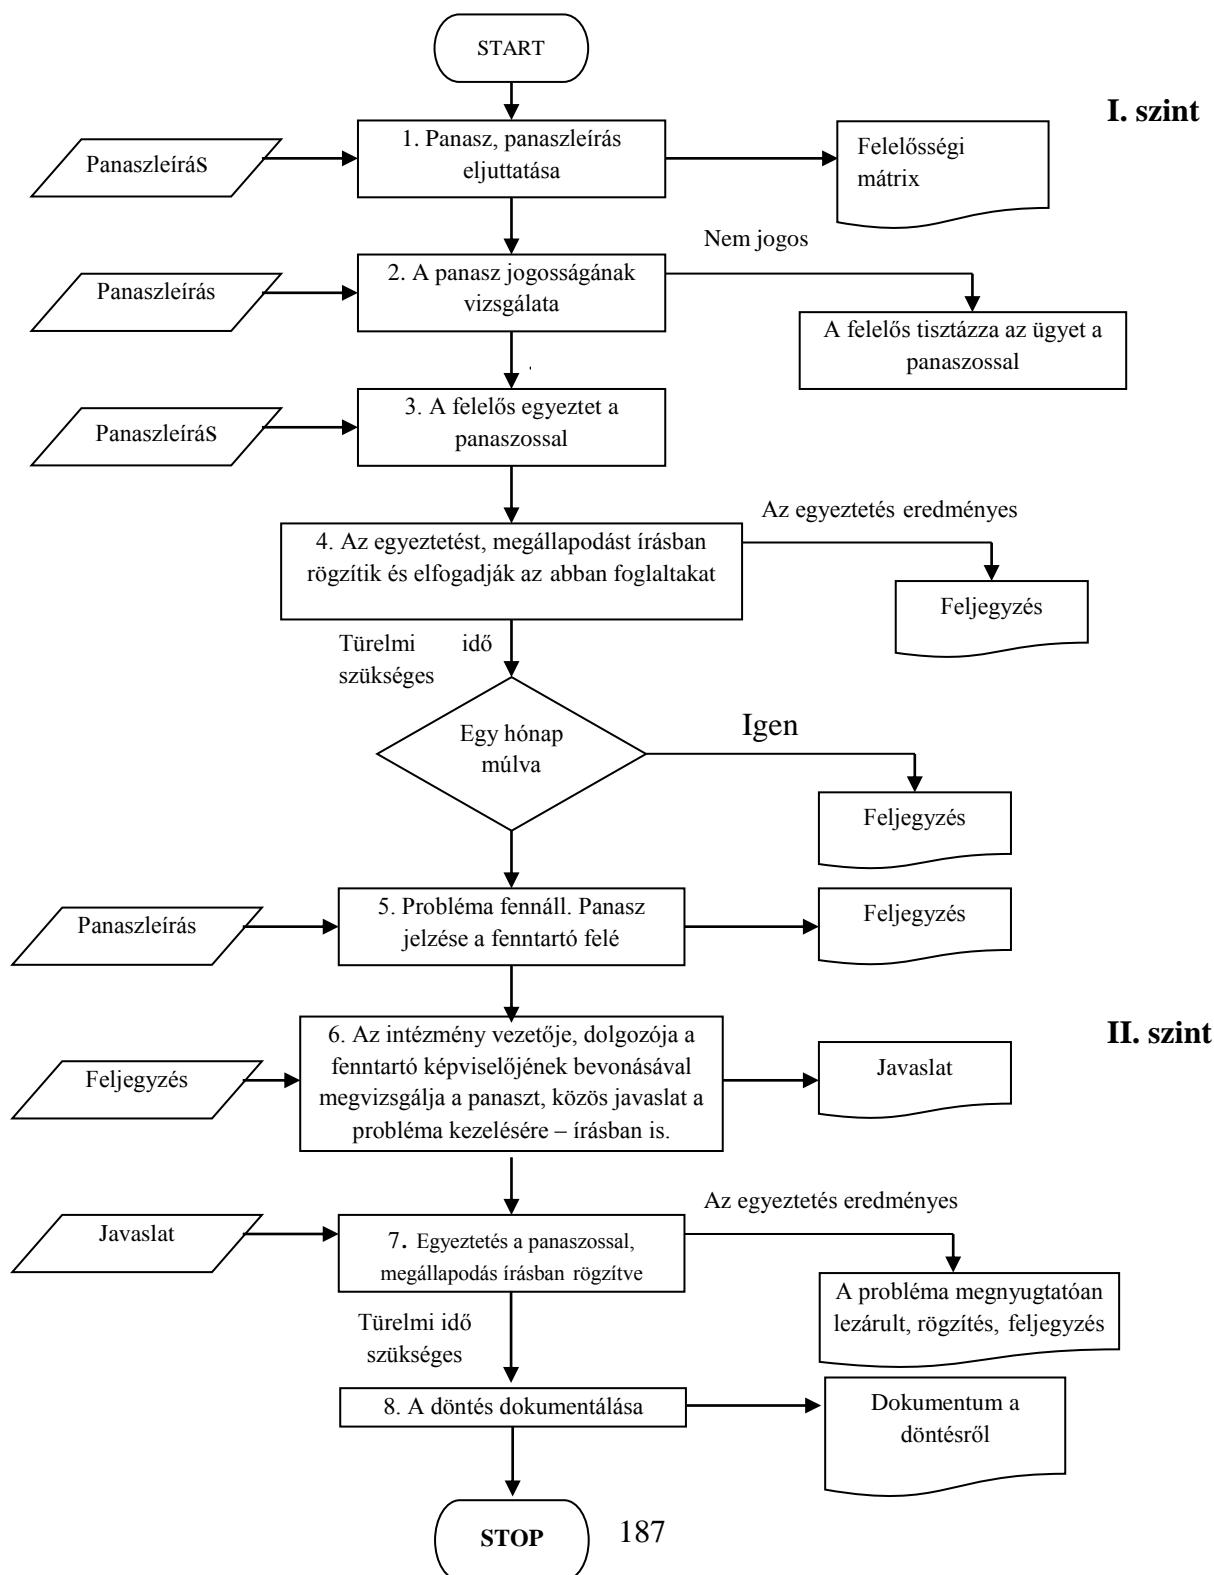 START
I. szint
PanaszleíráS
1. Panasz, panaszleírás
eljuttatása
Felelősségi
mátrix
Nem jogos
Panaszleírás
2. A panasz jogosságának
vizsgálata
A felelős tisztázza az ügyet a
panaszossal
PanaszleíráS
3. A felelős egyeztet a
panaszossal
Az egyeztetés eredményes
4. Az egyeztetést, megállapodást írásban
rögzítik és elfogadják az abban foglaltakat
Feljegyzés
Türelmi idő
szükséges
Egy hónap
múlva
Igen
Feljegyzés
Panaszleírás
5. Probléma fennáll. Panasz
jelzése a fenntartó felé
Feljegyzés
II. szint
Feljegyzés
6. Az intézmény vezetője, dolgozója a
fenntartó képviselőjének bevonásával
megvizsgálja a panaszt, közös javaslat a
probléma kezelésére – írásban is.
Javaslat
Az egyeztetés eredményes
Javaslat
7. Egyeztetés a panaszossal,
megállapodás írásban rögzítve
A probléma megnyugtatóan
lezárult, rögzítés, feljegyzés
Türelmi idő
szükséges
8. A döntés dokumentálása
Dokumentum a
döntésről
STOP
187